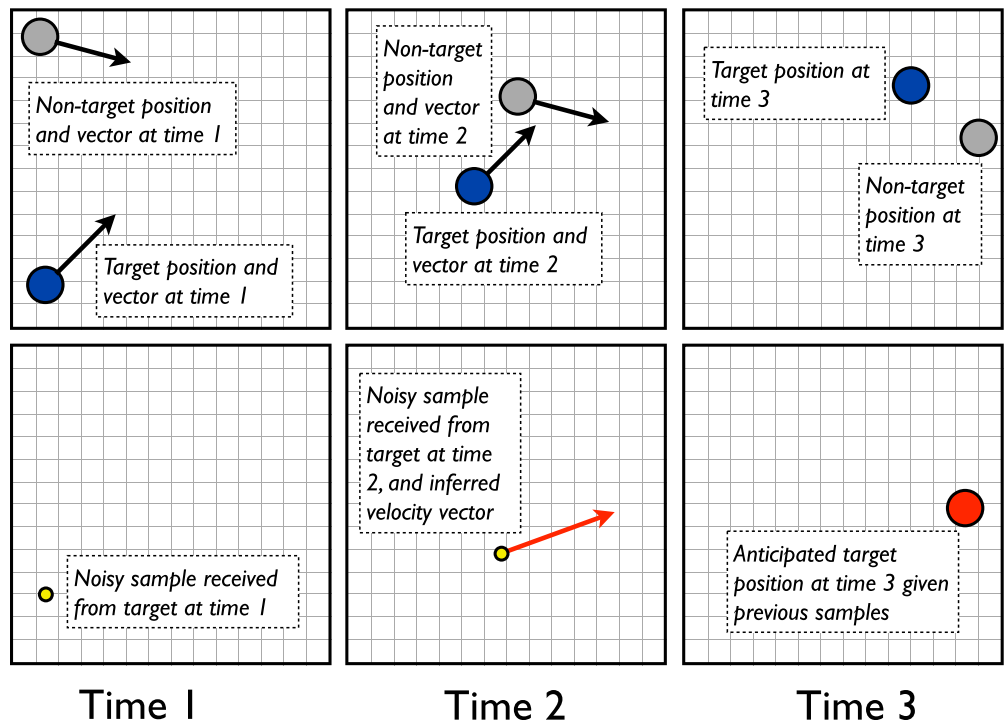 Non-target position
and vector at time 1
Target position and
vector at time 1
Non-target
position
and vector
at time 2
Target position and
vector at time 2
Target position at
time 3
Non-target
position at
time 3
Noisy sample received
from target at time 1
Noisy sample
received from
target at time
2, and inferred
velocity vector
Anticipated target
position at time 3 given
previous samples
Time 1
Time 2
Time 3